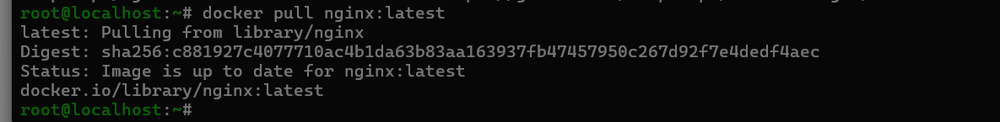 root@localhost:~# docker pull nginx:latest
latest: Pulling from library/nginx
Digest: sha256:c881927c4077710ac4b1da63b83aa163937fb47457950c267d92f7e4dedf4aec
Status: Image is up to date for nginx:latest
docker.io/library/nginx:latest
root@localhost:~#